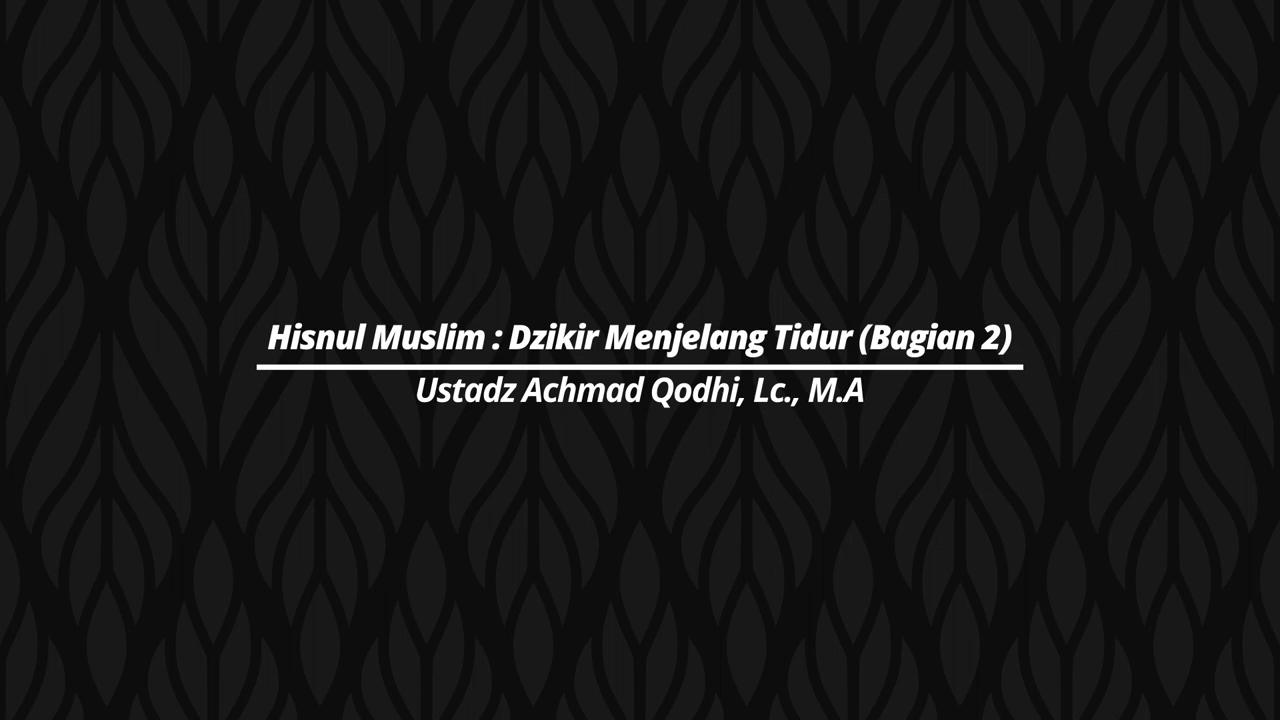 Hisnul Muslim : Dzikir Menjelang Tidur (Bagian 2)
Ustadz Achmad Qodhi, Lc., M.A